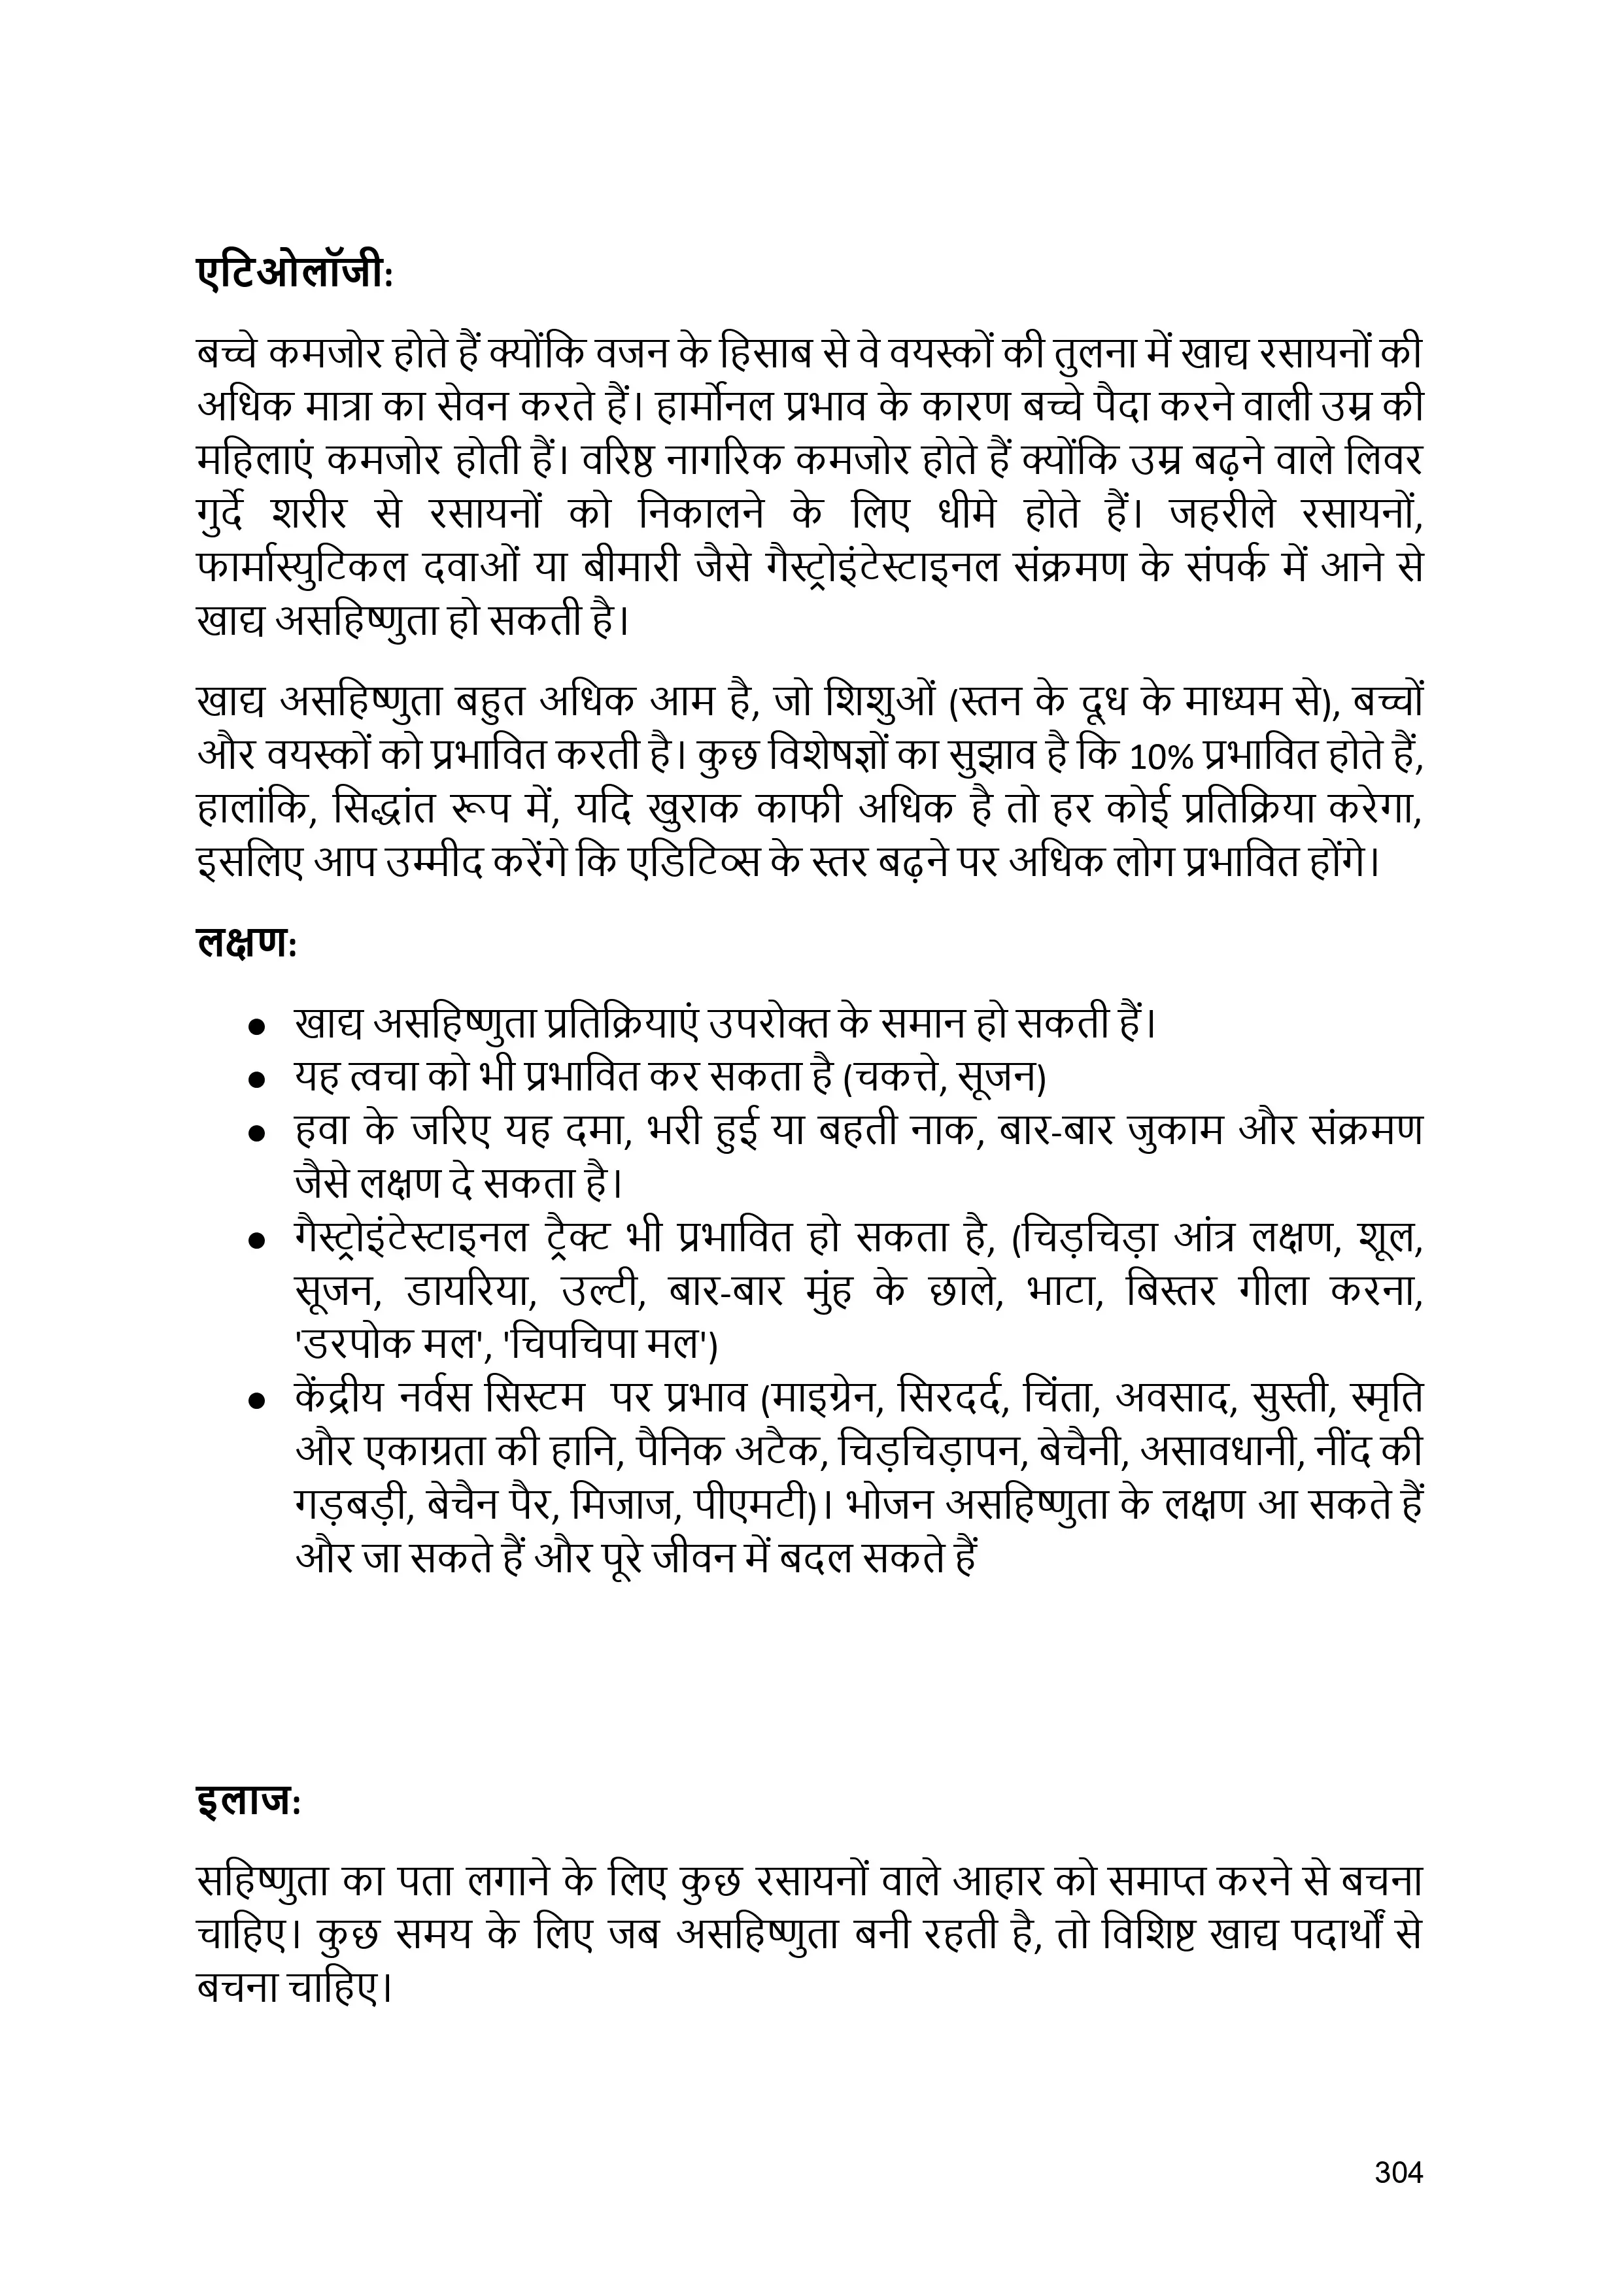 एटिओलॉजी:
बच्चे कमजोर होते हैं क्योंकि वजन के हिसाब से वे वयस्कों की तुलना में खाद्य रसायनों की
अधिक मात्रा का सेवन करते हैं। हार्मोनल प्रभाव के कारण बच्चे पैदा करने वाली उम्र की
महिलाएं कमजोर होती हैं। वरिष्ठ नागरिक कमजोर होते हैं क्योंकि उम्र बढ़ने वाले लिवर
गुर्दे शरीर से रसायनों को निकालने के लिए धीमे होते हैं। जहरीले रसायनों,
फार्मास्युटिकल दवाओं या बीमारी जैसे गैस्ट्रोइंटेस्टाइनल संक्रमण के संपर्क में आने से
खाद्य असहिष्णुता हो सकती है।
खाद्य असहिष्णुता बहुत अधिक आम है, जो शिशुओं (स्तन के दूध के माध्यम से), बच्चों
और वयस्कों को प्रभावित करती है। कुछ विशेषज्ञों का सुझाव है कि 10% प्रभावित होते हैं,
हालांकि, सिद्धांत रूप में, यदि खुराक काफी अधिक है तो हर कोई प्रतिक्रिया करेगा,
इसलिए आप उम्मीद करेंगे कि एडिटिव्स के स्तर बढ़ने पर अधिक लोग प्रभावित होंगे।
लक्षण:
● खाद्य असहिष्णुता प्रतिक्रियाएं उपरोक्त के समान हो सकती हैं।
● यह त्वचा को भी प्रभावित कर सकता है (चकत्ते, सूजन)
● हवा के जरिए यह दमा, भरी हुई या बहती नाक, बार-बार जुकाम और संक्रमण
जैसे लक्षण दे सकता है।
● गैस्ट्रोइंटेस्टाइनल ट्रैक्ट भी प्रभावित हो सकता है, (चिड़चिड़ा आंत्र लक्षण, शूल,
सूजन, डायरिया, उल्टी, बार-बार मुंह के छाले, भाटा, बिस्तर गीला करना,
'डरपोक मल', 'चिपचिपा मल')
● केंद्रीय नर्वस सिस्टम  पर प्रभाव (माइग्रेन, सिरदर्द, चिंता, अवसाद, सुस्ती, स्मृति
और एकाग्रता की हानि, पैनिक अटैक, चिड़चिड़ापन, बेचैनी, असावधानी, नींद की
गड़बड़ी, बेचैन पैर, मिजाज, पीएमटी)। भोजन असहिष्णुता के लक्षण आ सकते हैं
और जा सकते हैं और पूरे जीवन में बदल सकते हैं
इलाज:
सहिष्णुता का पता लगाने के लिए कुछ रसायनों वाले आहार को समाप्त करने से बचना
चाहिए। कुछ समय के लिए जब असहिष्णुता बनी रहती है, तो विशिष्ट खाद्य पदार्थों से
बचना चाहिए।
304